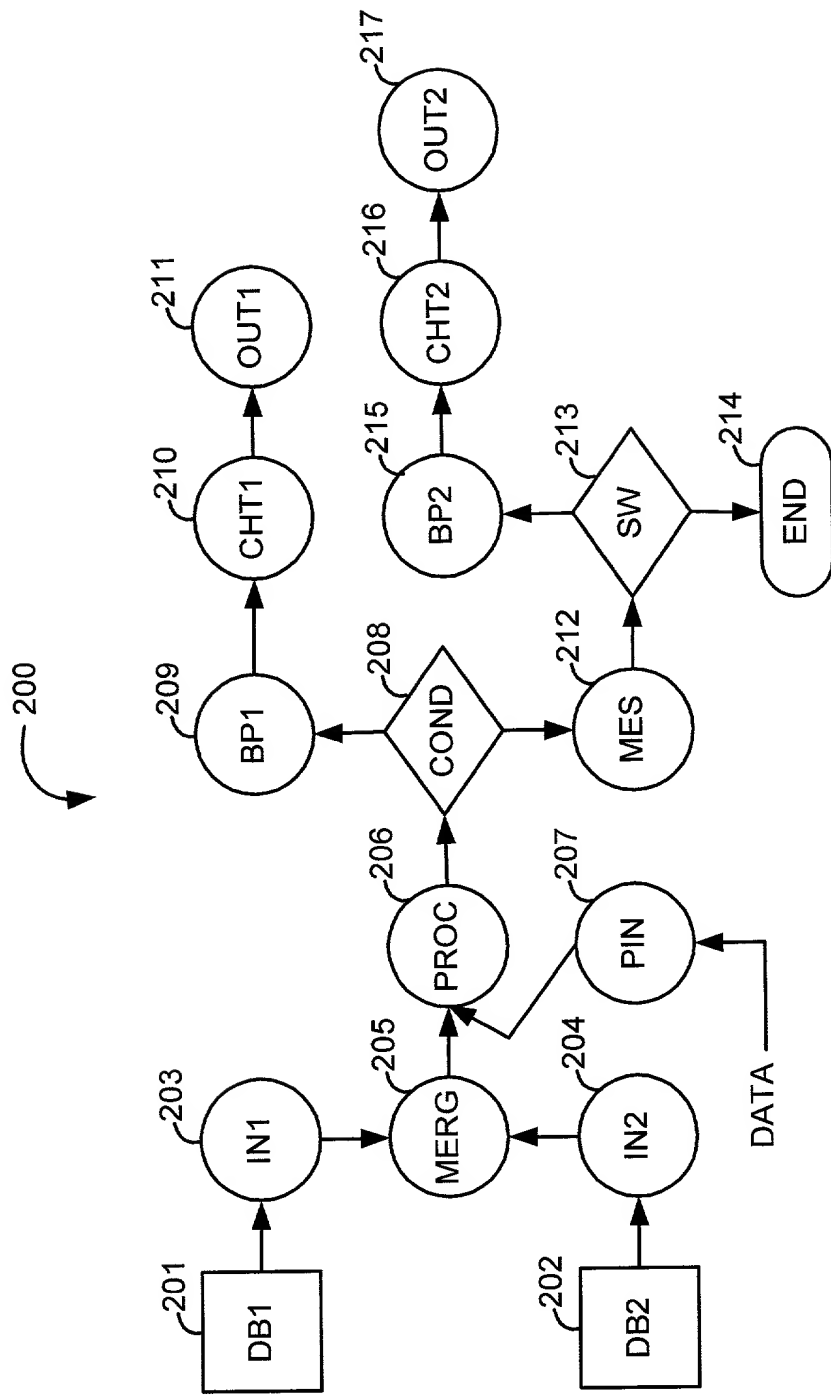 200
201
DB1
202
DB2
203
IN1
204
IN2
205
MERG
206
PROC
207
PIN
DATA
208
COND
209
BP1
210
CHT1
211
OUT1
212
MES
213
SW
214
END
215
BP2
216
CHT2
217
OUT2